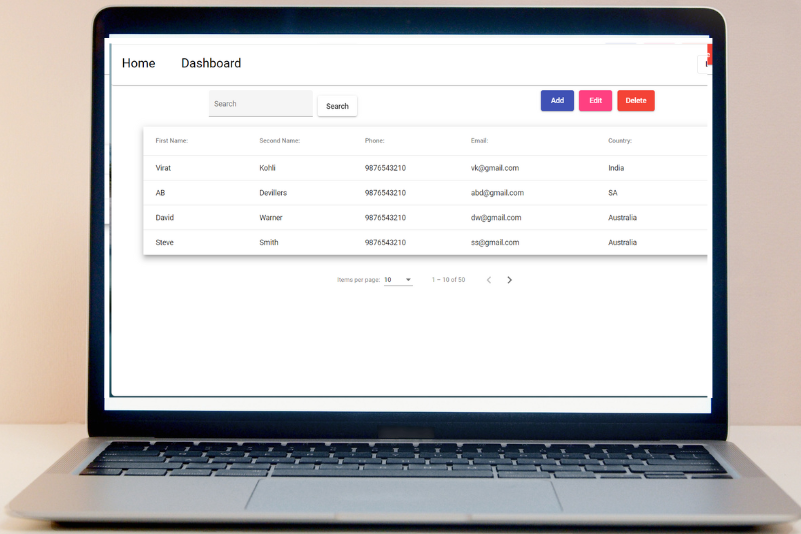 Home Dashboard
Search Search Add Edit Delete
First Name: Second Name: Phone: Email: Country:
Virat Kohli 9876543210 vk@gmail.com India
AB Devillers 9876543210 abd@gmail.com SA
David Warner 9876543210 dw@gmail.com Australia
Steve Smith 9876543210 ss@gmail.com Australia
Items per page: 10 1 – 10 of 50